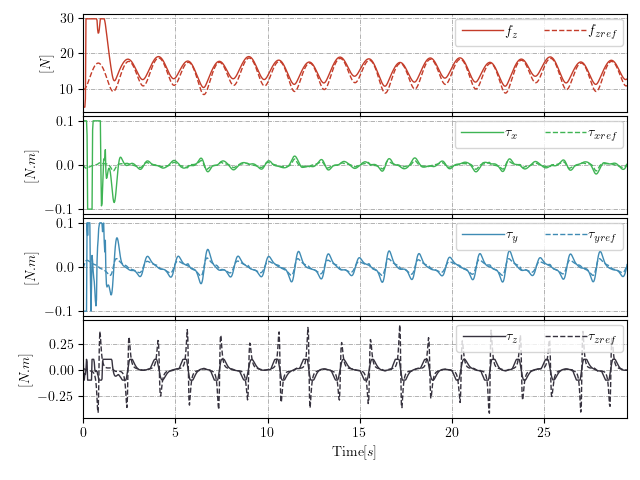 30
20
10
[N]
f_z f_zref
0.1
0.0
−0.1
[N.m]
τ_x τ_xref
0.1
0.0
−0.1
[N.m]
τ_y τ_yref
0.25
0.00
−0.25
[N.m]
τ_z τ_zref
0 5 10 15 20 25
Time[s]